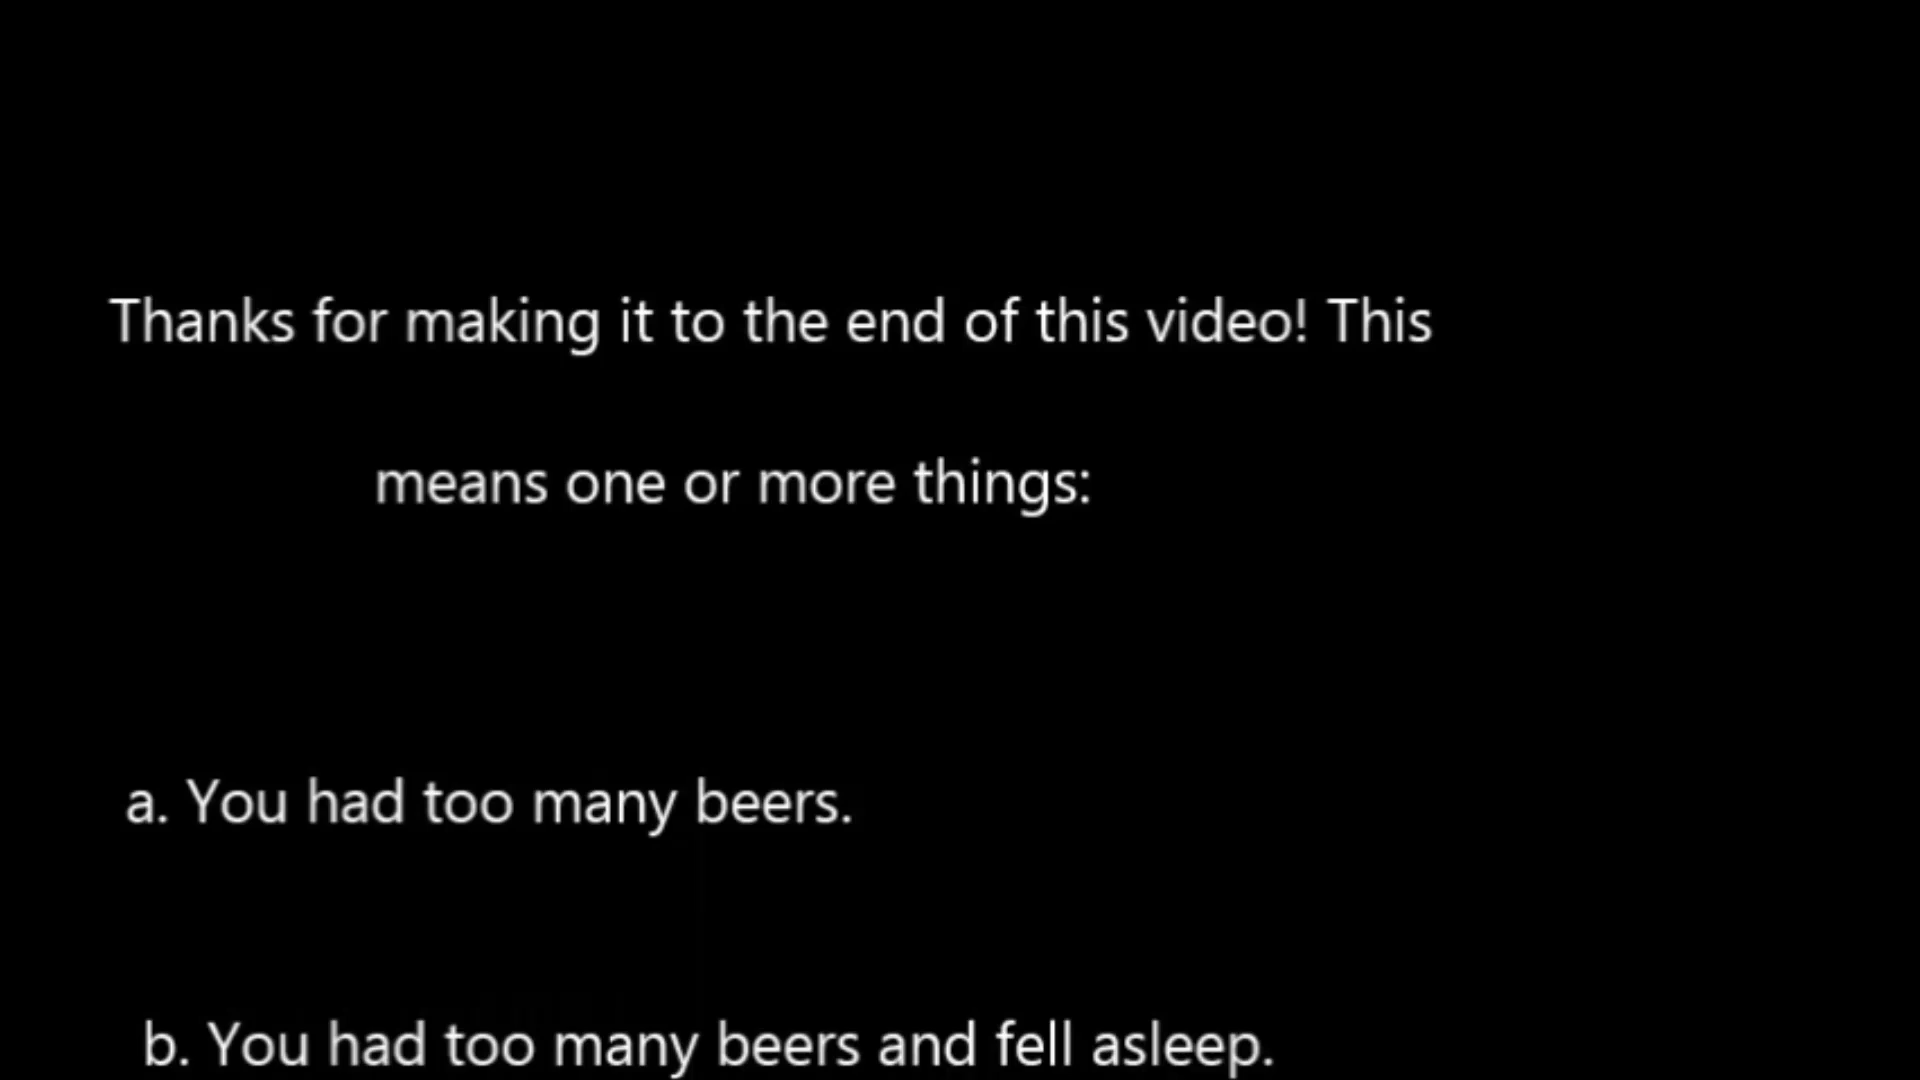 Thanks for making it to the end of this video! This
means one or more things:
a. You had too many beers.
b. You had too many beers and fell asleep.